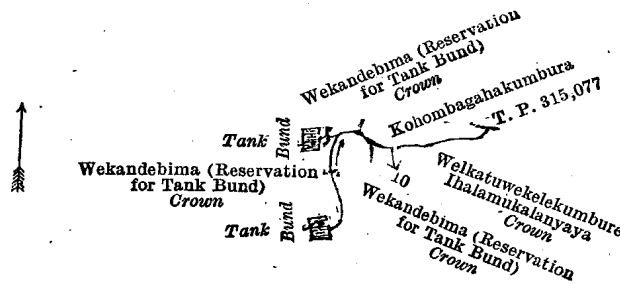 Wekandebima (Reservation
for Tank Bund)
Crown
Kohombagahakumbura
T. P. 315,077
Tank
Bund
Wekandebima (Reservation
for Tank Bund)
Crown
10
Welkatuwekelekumbure
Ihalamukalanyaya
Crown
Wekandebima (Reservation
for Tank Bund)
Crown
Tank
Bund